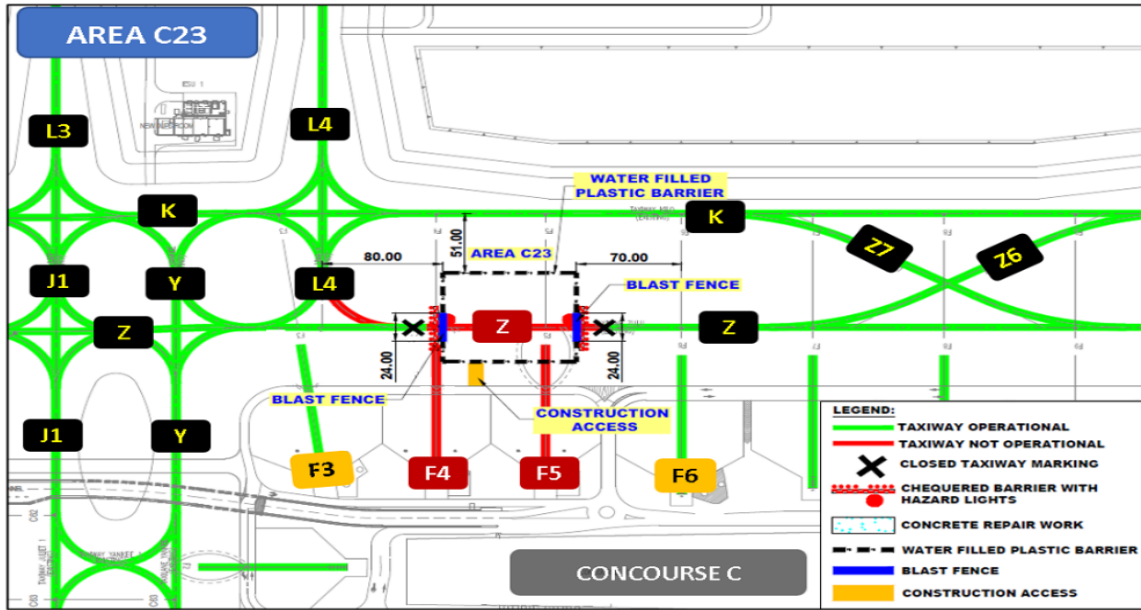 AREA C23
L3
L4
NEW
K
K
WATER FILLED
PLASTIC BARRIER
51.00
80.00
AREA C23
70.00
BLAST FENCE
Z7
Z6
J1
Y
L4
Z
Z
Z
24.00
24.00
BLAST FENCE
CONSTRUCTION
ACCESS
J1
Y
F3
F4
F5
F6
CONCOURSE C
LEGEND:
TAXIWAY OPERATIONAL
TAXIWAY NOT OPERATIONAL
CLOSED TAXIWAY MARKING
CHEQUERED BARRIER WITH
HAZARD LIGHTS
CONCRETE REPAIR WORK
WATER FILLED PLASTIC BARRIER
BLAST FENCE
CONSTRUCTION ACCESS